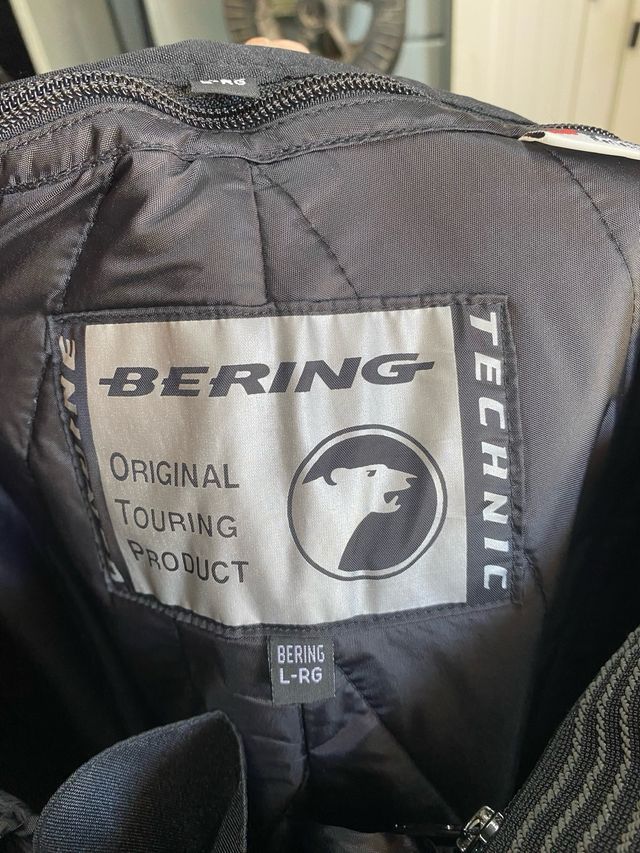 L-RG
BERING
ORIGINAL
TOURING
PRODUCT
TECHNIC
BERING
L-RG